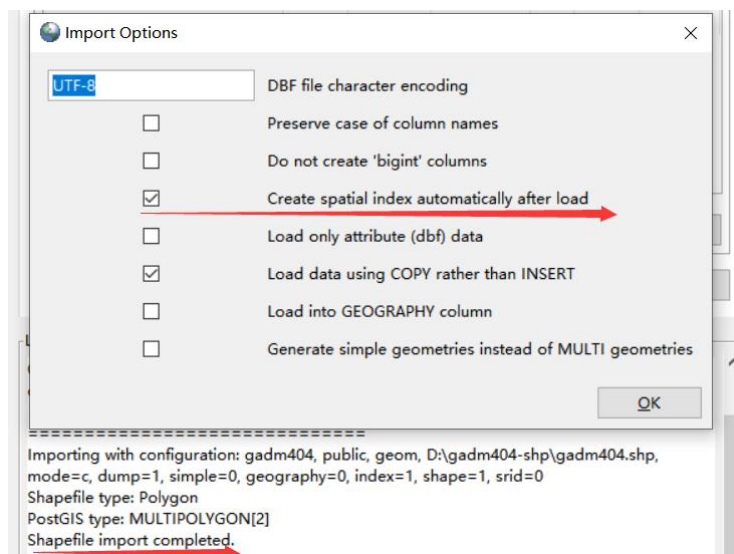 Import Options
UTF-8 DBF file character encoding
Preserve case of column names
Do not create 'bigint' columns
Create spatial index automatically after load
Load only attribute (dbf) data
Load data using COPY rather than INSERT
Load into GEOGRAPHY column
Generate simple geometries instead of MULTI geometries
OK
==============================
Importing with configuration: gadm404, public, geom, D:\gadm404-shp\gadm404.shp,
mode=c, dump=1, simple=0, geography=0, index=1, shape=1, srid=0
Shapefile type: Polygon
PostGIS type: MULTIPOLYGON[2]
Shapefile import completed.